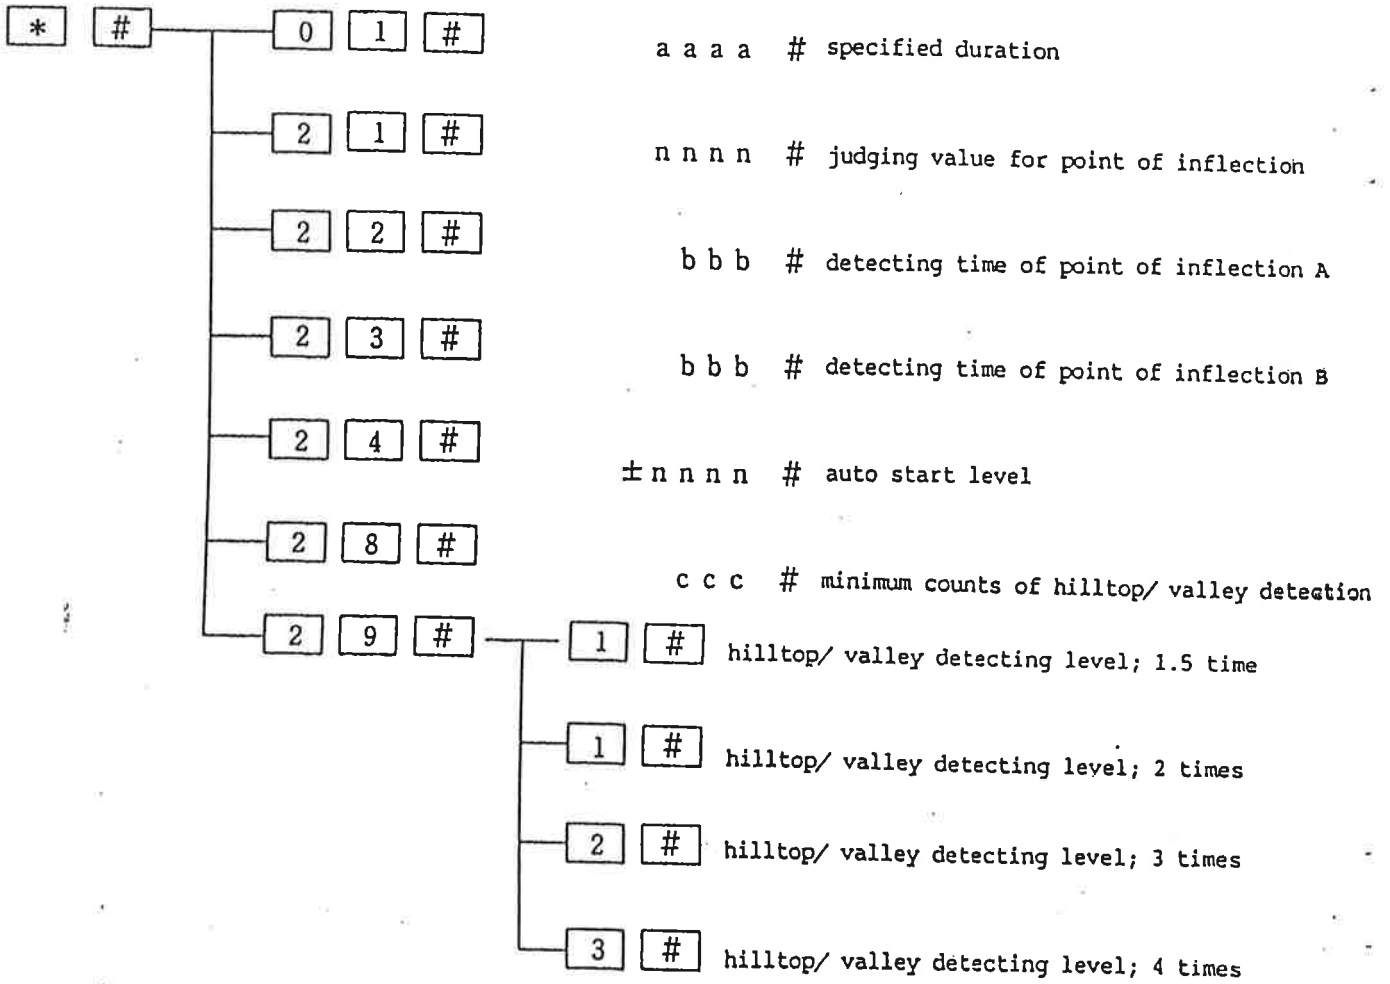 * # 0 1 # a a a a # specified duration
2 1 # n n n n # judging value for point of inflection
2 2 # b b b # detecting time of point of inflection A
2 3 # b b b # detecting time of point of inflection B
2 4 # ± n n n n # auto start level
2 8 # c c c # minimum counts of hilltop/ valley detection
2 9 # 1 # hilltop/ valley detecting level; 1.5 time
1 # hilltop/ valley detecting level; 2 times
2 # hilltop/ valley detecting level; 3 times
3 # hilltop/ valley detecting level; 4 times